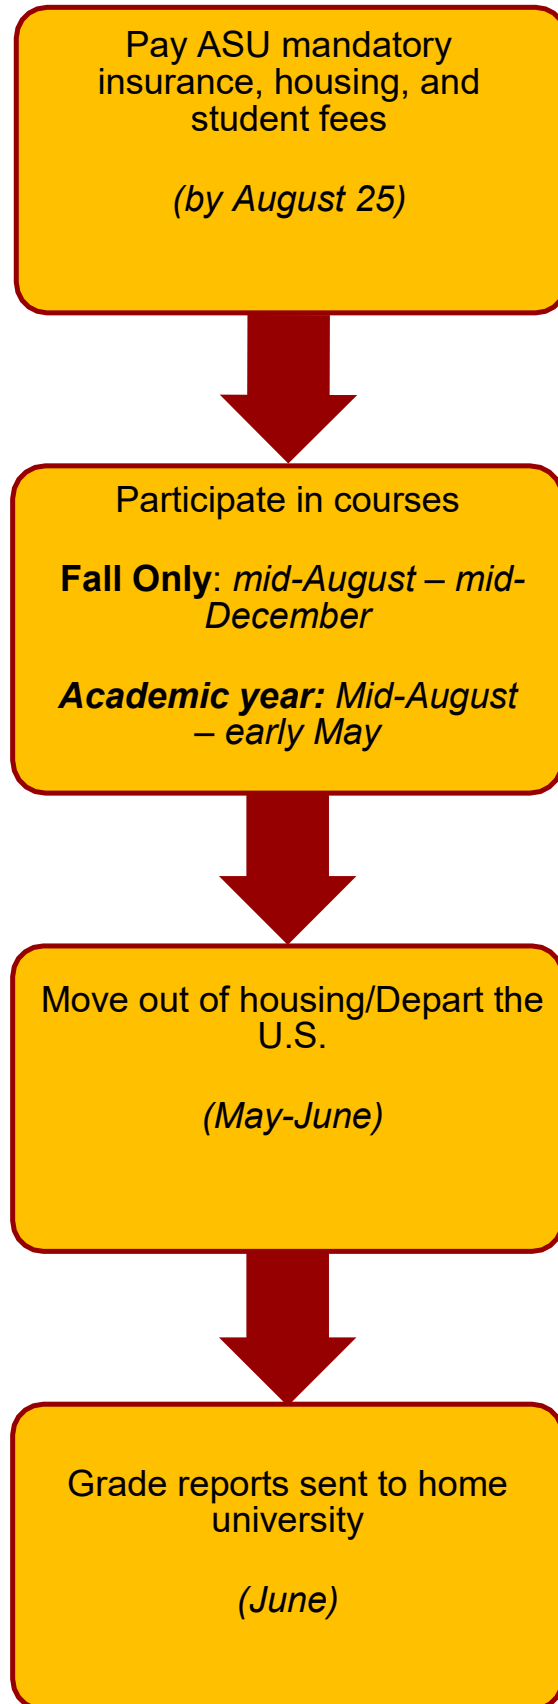 Pay ASU mandatory
insurance, housing, and
student fees
(by August 25)
Participate in courses
Fall Only: mid-August – mid-
December
Academic year: Mid-August
– early May
Move out of housing/Depart the
U.S.
(May-June)
Grade reports sent to home
university
(June)